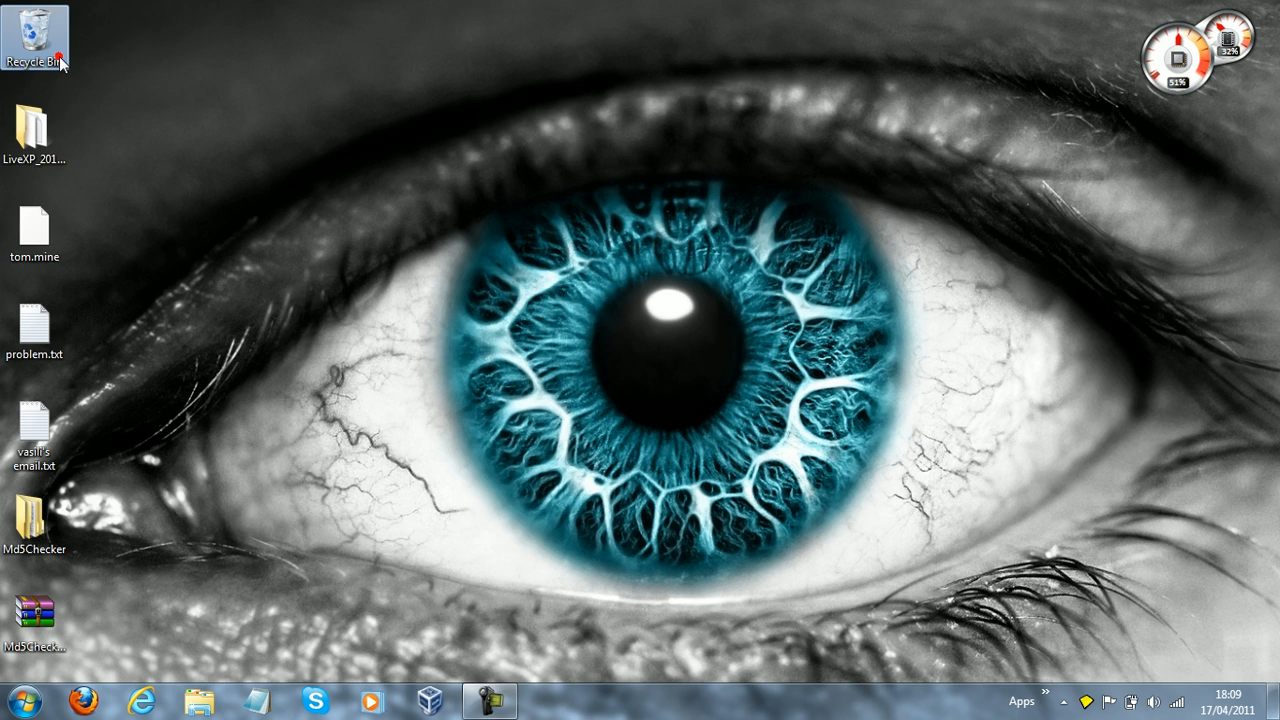 Recycle Bin
51%
32%
LiveXP_201...
tom.mine
problem.txt
vasili's
email.txt
Md5Checker
Md5Check...
Apps
18:09
17/04/2011